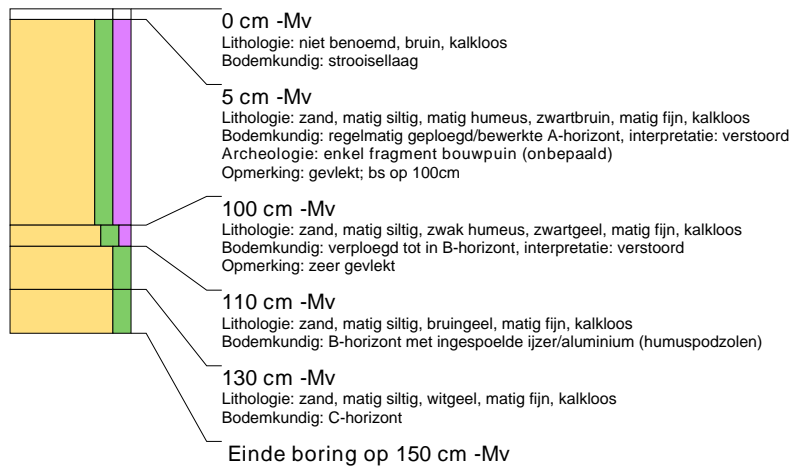 0 cm -Mv
Lithologie: niet benoemd, bruin, kalkloos
Bodemkundig: strooisellaag
5 cm -Mv
Lithologie: zand, matig siltig, matig humeus, zwartbruin, matig fijn, kalkloos
Bodemkundig: regelmatig geploegd/bewerkte A-horizont, interpretatie: verstoord
Archeologie: enkel fragment bouwpuin (onbepaald)
Opmerking: gevlekt; bs op 100cm
100 cm -Mv
Lithologie: zand, matig siltig, zwak humeus, zwartgeel, matig fijn, kalkloos
Bodemkundig: verploegd tot in B-horizont, interpretatie: verstoord
Opmerking: zeer gevlekt
110 cm -Mv
Lithologie: zand, matig siltig, bruingeel, matig fijn, kalkloos
Bodemkundig: B-horizont met ingespoelde ijzer/aluminium (humuspodzolen)
130 cm -Mv
Lithologie: zand, matig siltig, witgeel, matig fijn, kalkloos
Bodemkundig: C-horizont
Einde boring op 150 cm -Mv